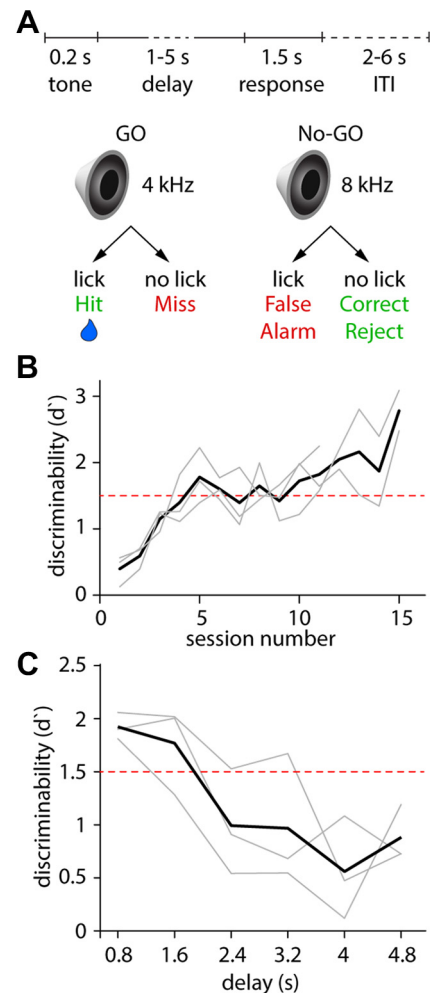 A
0.2 s 1-5 s 1.5 s 2-6 s
tone delay response ITI
GO No-GO
4 kHz 8 kHz
lick no lick lick no lick
Hit Miss False Correct
Alarm Reject
B
discriminability (d`)
3
2
1
0
0 5 10 15
session number
C
discriminability (d`)
2.5
2
1.5
1
0.5
0
0.8 1.6 2.4 3.2 4 4.8
delay (s)